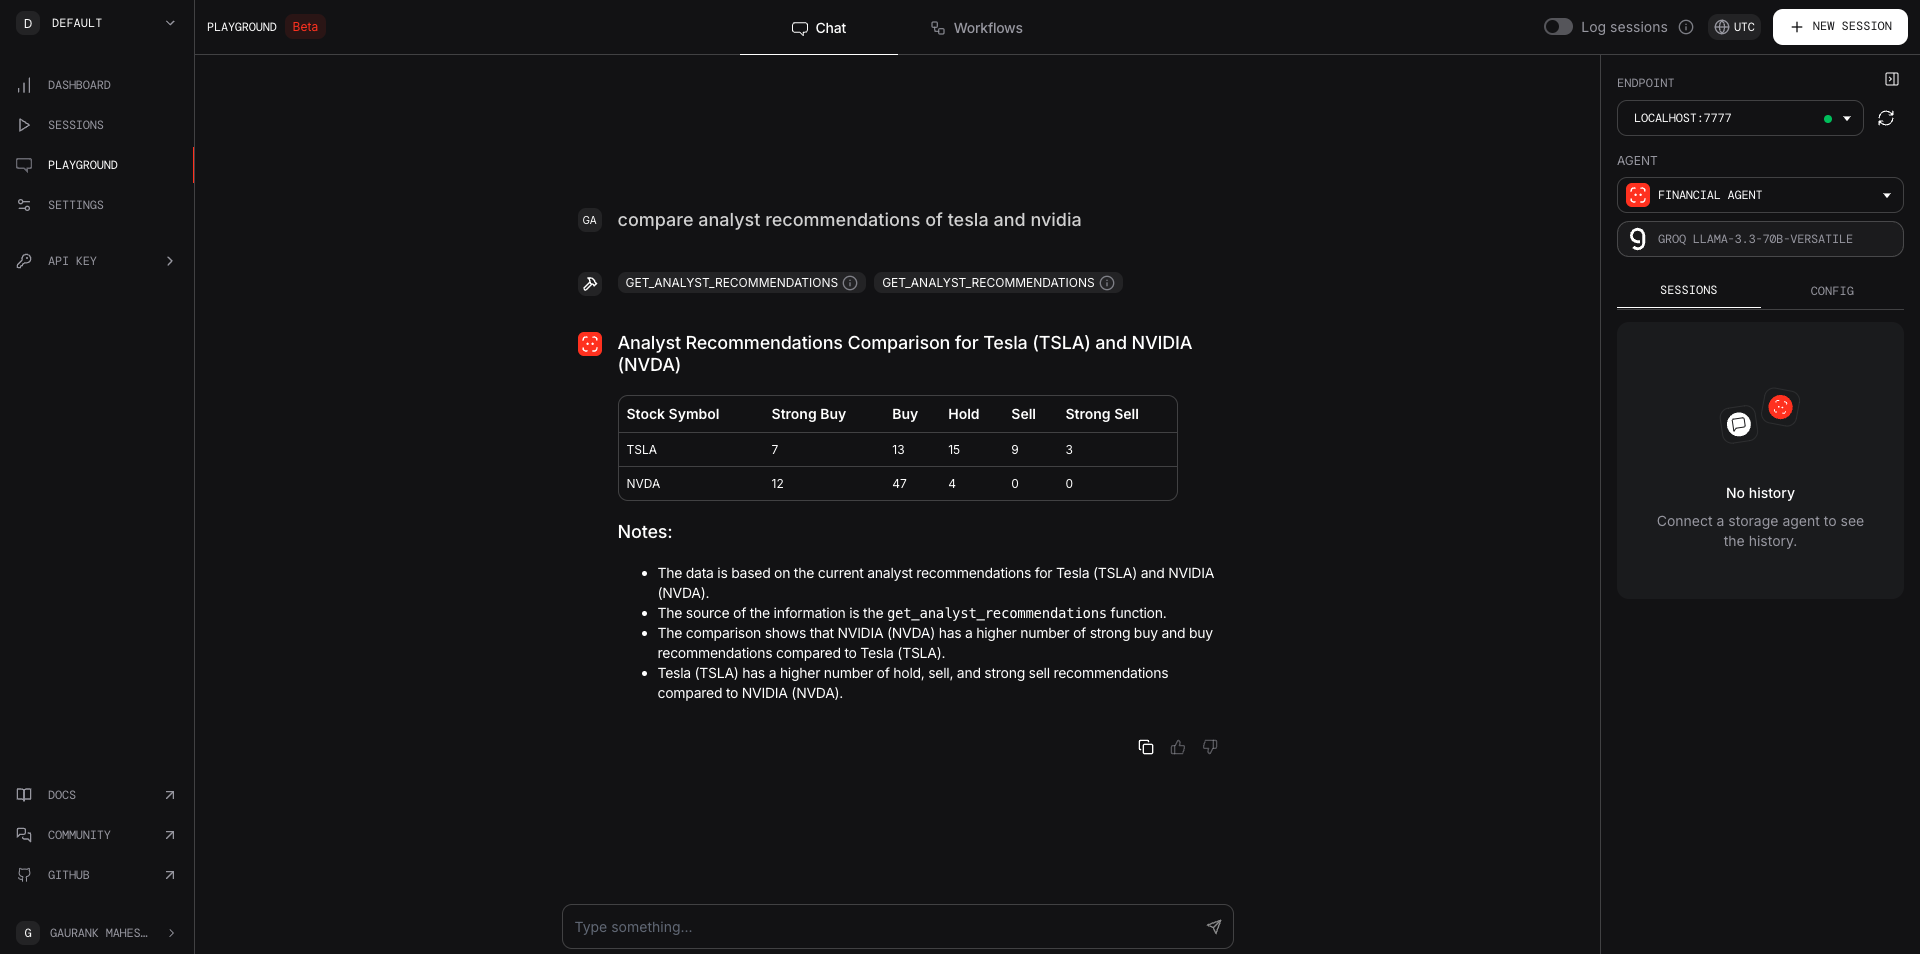 D DEFAULT
DASHBOARD
SESSIONS
PLAYGROUND
SETTINGS
API KEY
DOCS
COMMUNITY
GITHUB
G GAURANK MAHES…
PLAYGROUND Beta
Chat
Workflows
Log sessions
UTC
NEW SESSION
GA compare analyst recommendations of tesla and nvidia
GET_ANALYST_RECOMMENDATIONS GET_ANALYST_RECOMMENDATIONS
Analyst Recommendations Comparison for Tesla (TSLA) and NVIDIA
(NVDA)
Stock Symbol Strong Buy Buy Hold Sell Strong Sell
TSLA 7 13 15 9 3
NVDA 12 47 4 0 0
Notes:
• The data is based on the current analyst recommendations for Tesla (TSLA) and NVIDIA
(NVDA).
• The source of the information is the get_analyst_recommendations function.
• The comparison shows that NVIDIA (NVDA) has a higher number of strong buy and buy
recommendations compared to Tesla (TSLA).
• Tesla (TSLA) has a higher number of hold, sell, and strong sell recommendations
compared to NVIDIA (NVDA).
Type something...
ENDPOINT
LOCALHOST:7777
AGENT
FINANCIAL AGENT
GROQ LLAMA-3.3-70B-VERSATILE
SESSIONS CONFIG
No history
Connect a storage agent to see
the history.